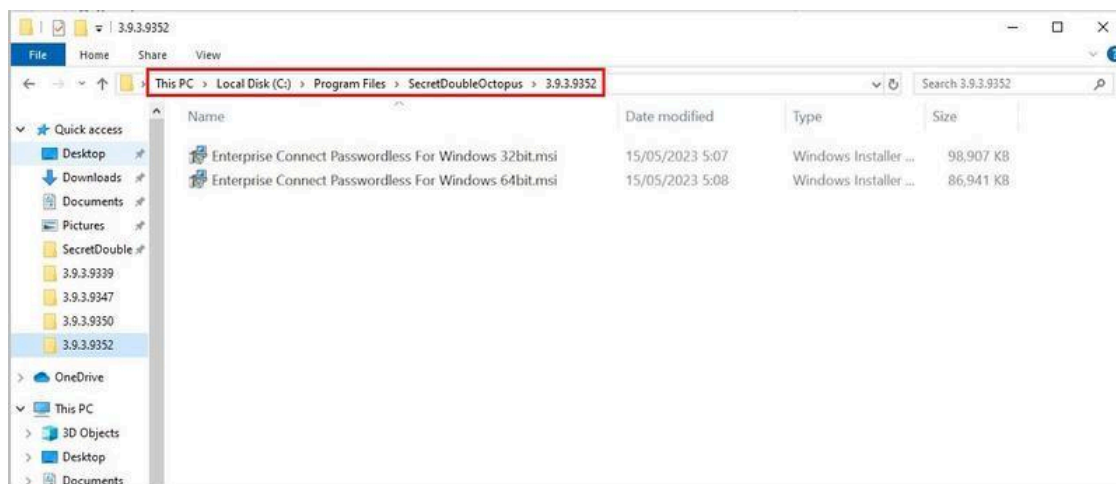 3.9.3.9352
File Home Share View
This PC > Local Disk (C:) > Program Files > SecretDoubleOctopus > 3.9.3.9352
Search 3.9.3.9352
Name Date modified Type Size
Enterprise Connect Passwordless For Windows 32bit.msi 15/05/2023 5:07 Windows Installer ... 98,907 KB
Enterprise Connect Passwordless For Windows 64bit.msi 15/05/2023 5:08 Windows Installer ... 86,941 KB
Quick access
Desktop
Downloads
Documents
Pictures
SecretDouble
3.9.3.9339
3.9.3.9347
3.9.3.9350
3.9.3.9352
OneDrive
This PC
3D Objects
Desktop
Documents